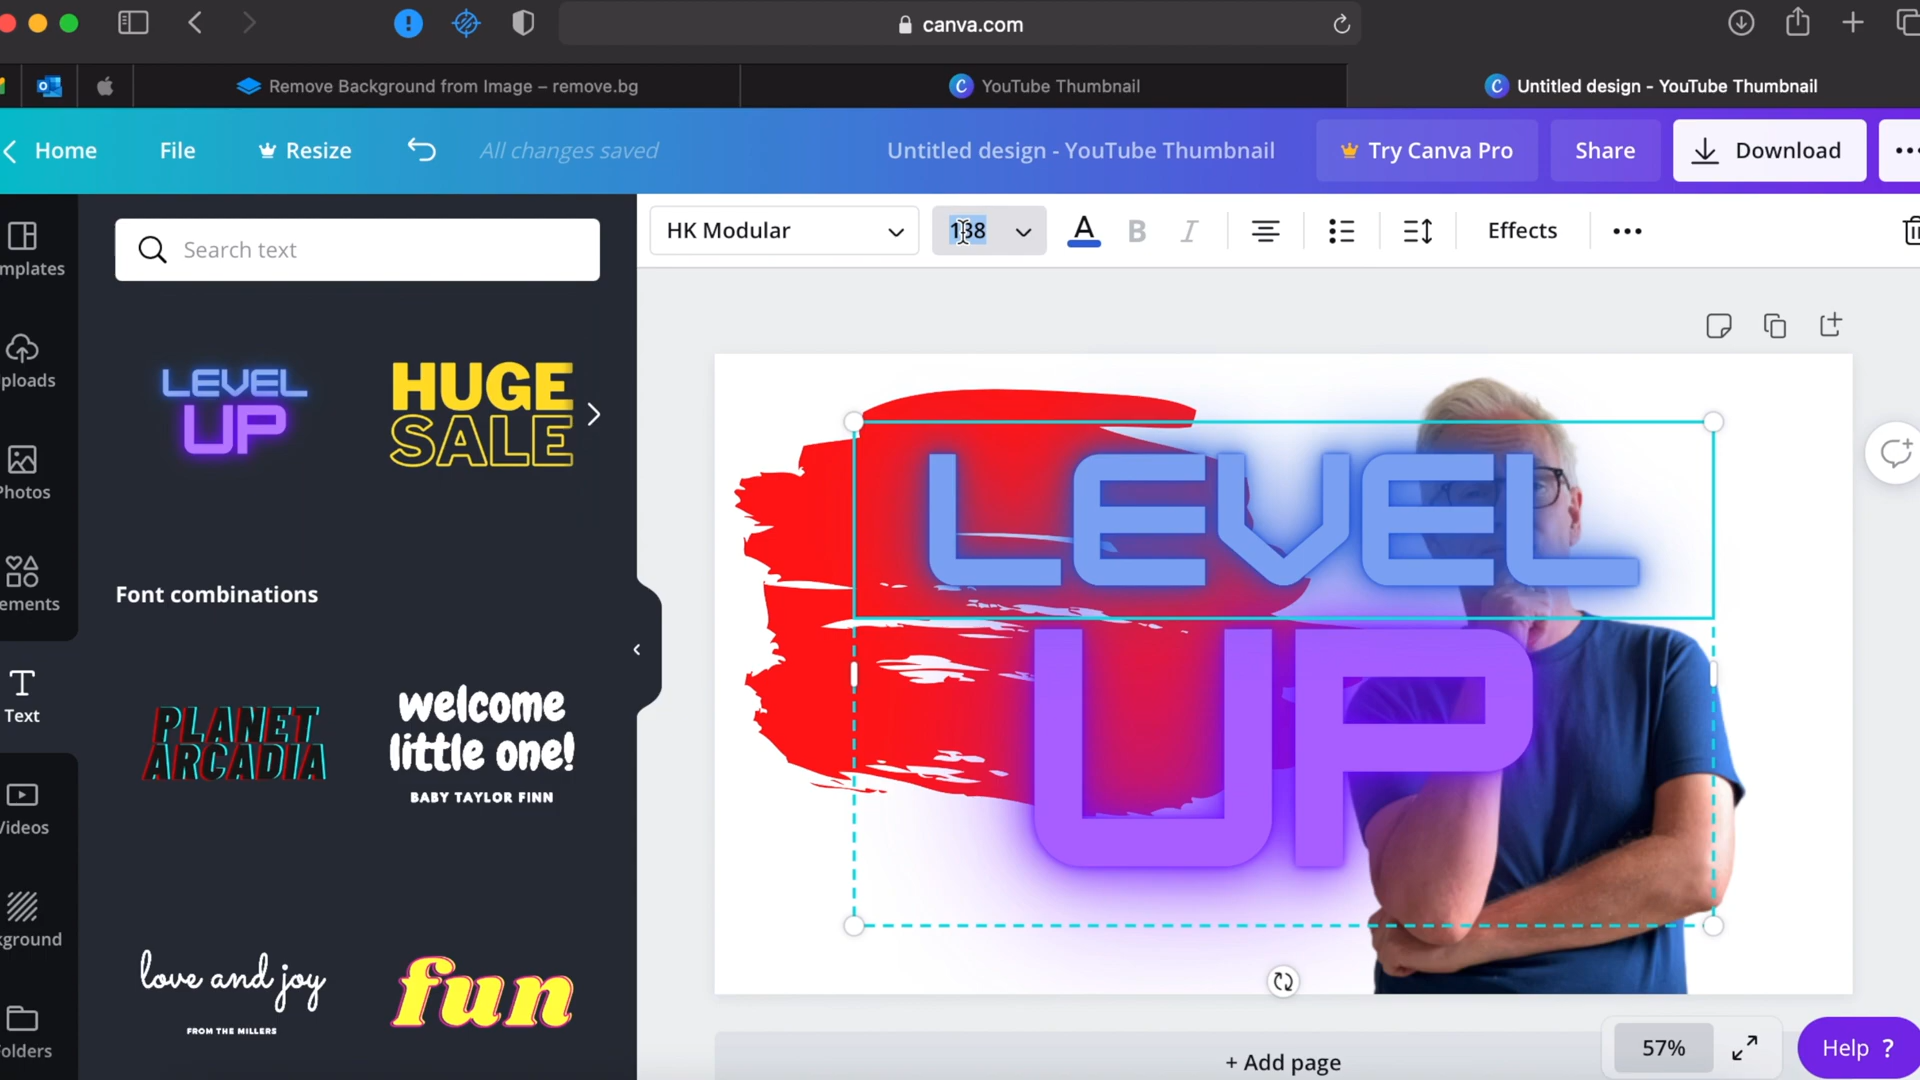 canva.com
Remove Background from Image – remove.bg
YouTube Thumbnail
Untitled design - YouTube Thumbnail
Home
File
Resize
All changes saved
Untitled design - YouTube Thumbnail
Try Canva Pro
Share
Download
mplates
ploads
Photos
ements
Text
Videos
kground
olders
Search text
LEVEL
UP
HUGE
SALE
Font combinations
PLANET
ARCADIA
welcome
little one!
BABY TAYLOR FINN
love and joy
FROM THE MILLERS
fun
HK Modular
138
A
B
I
Effects
LEVEL
UP
+ Add page
57%
Help ?